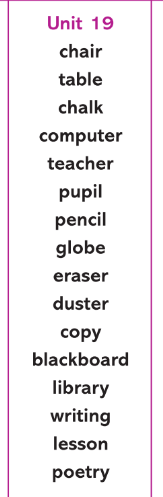 Unit 19
chair
table
chalk
computer
teacher
pupil
pencil
globe
eraser
duster
copy
blackboard
library
writing
lesson
poetry